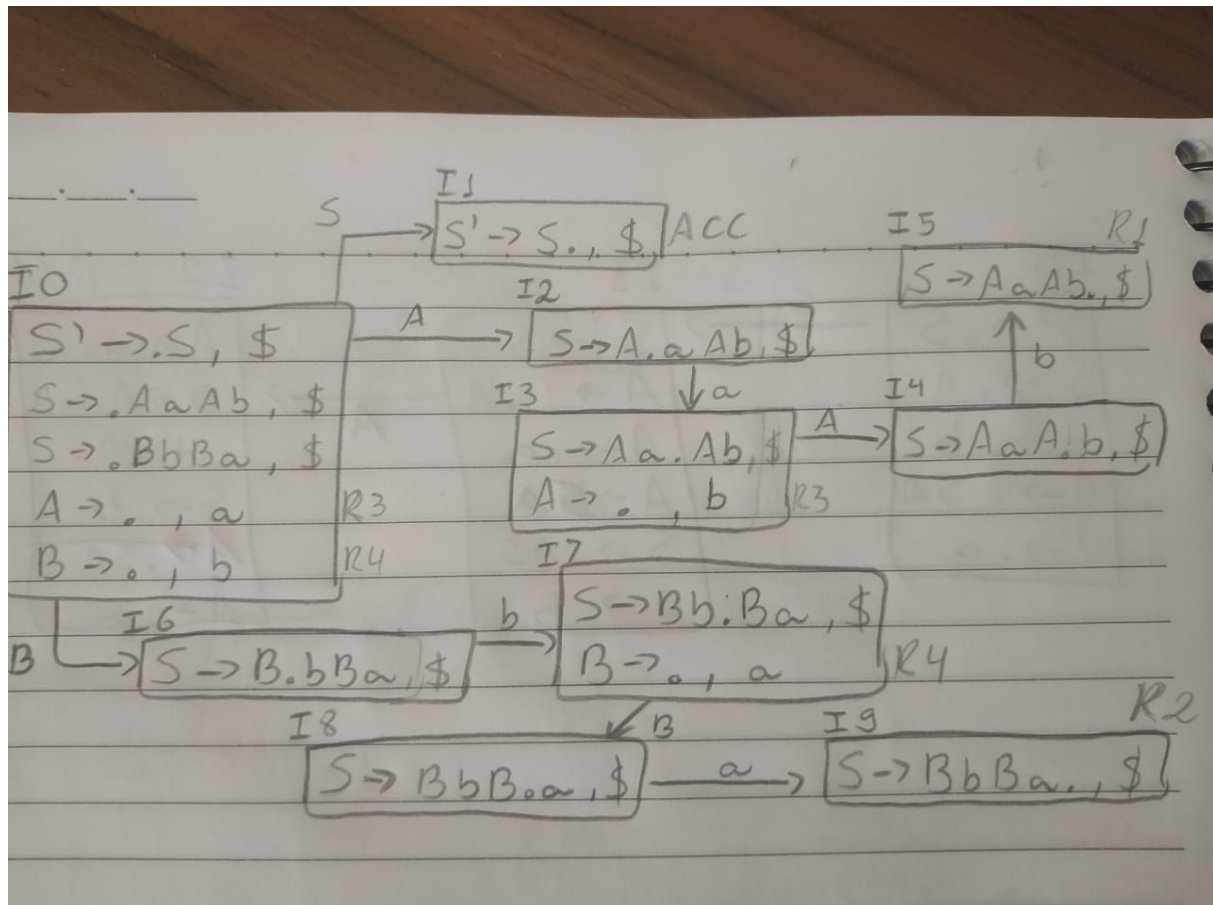 S
I1
S' -> S., $ ACC
I5 R1
S -> AaAb., $
I0
S' -> .S, $
S -> .AaAb, $
S -> .BbBa, $
A -> . , a R3
B -> . , b R4
A
I2
S -> A.aAb, $
a
I3
S -> Aa.Ab, $
A -> . , b R3
A
I4
S -> AaA.b, $
b
B
I6
S -> B.bBa, $
b
I7
S -> Bb.Ba, $
B -> . , a R4
B
I8
S -> BbB.a, $
a
I9 R2
S -> BbBa., $